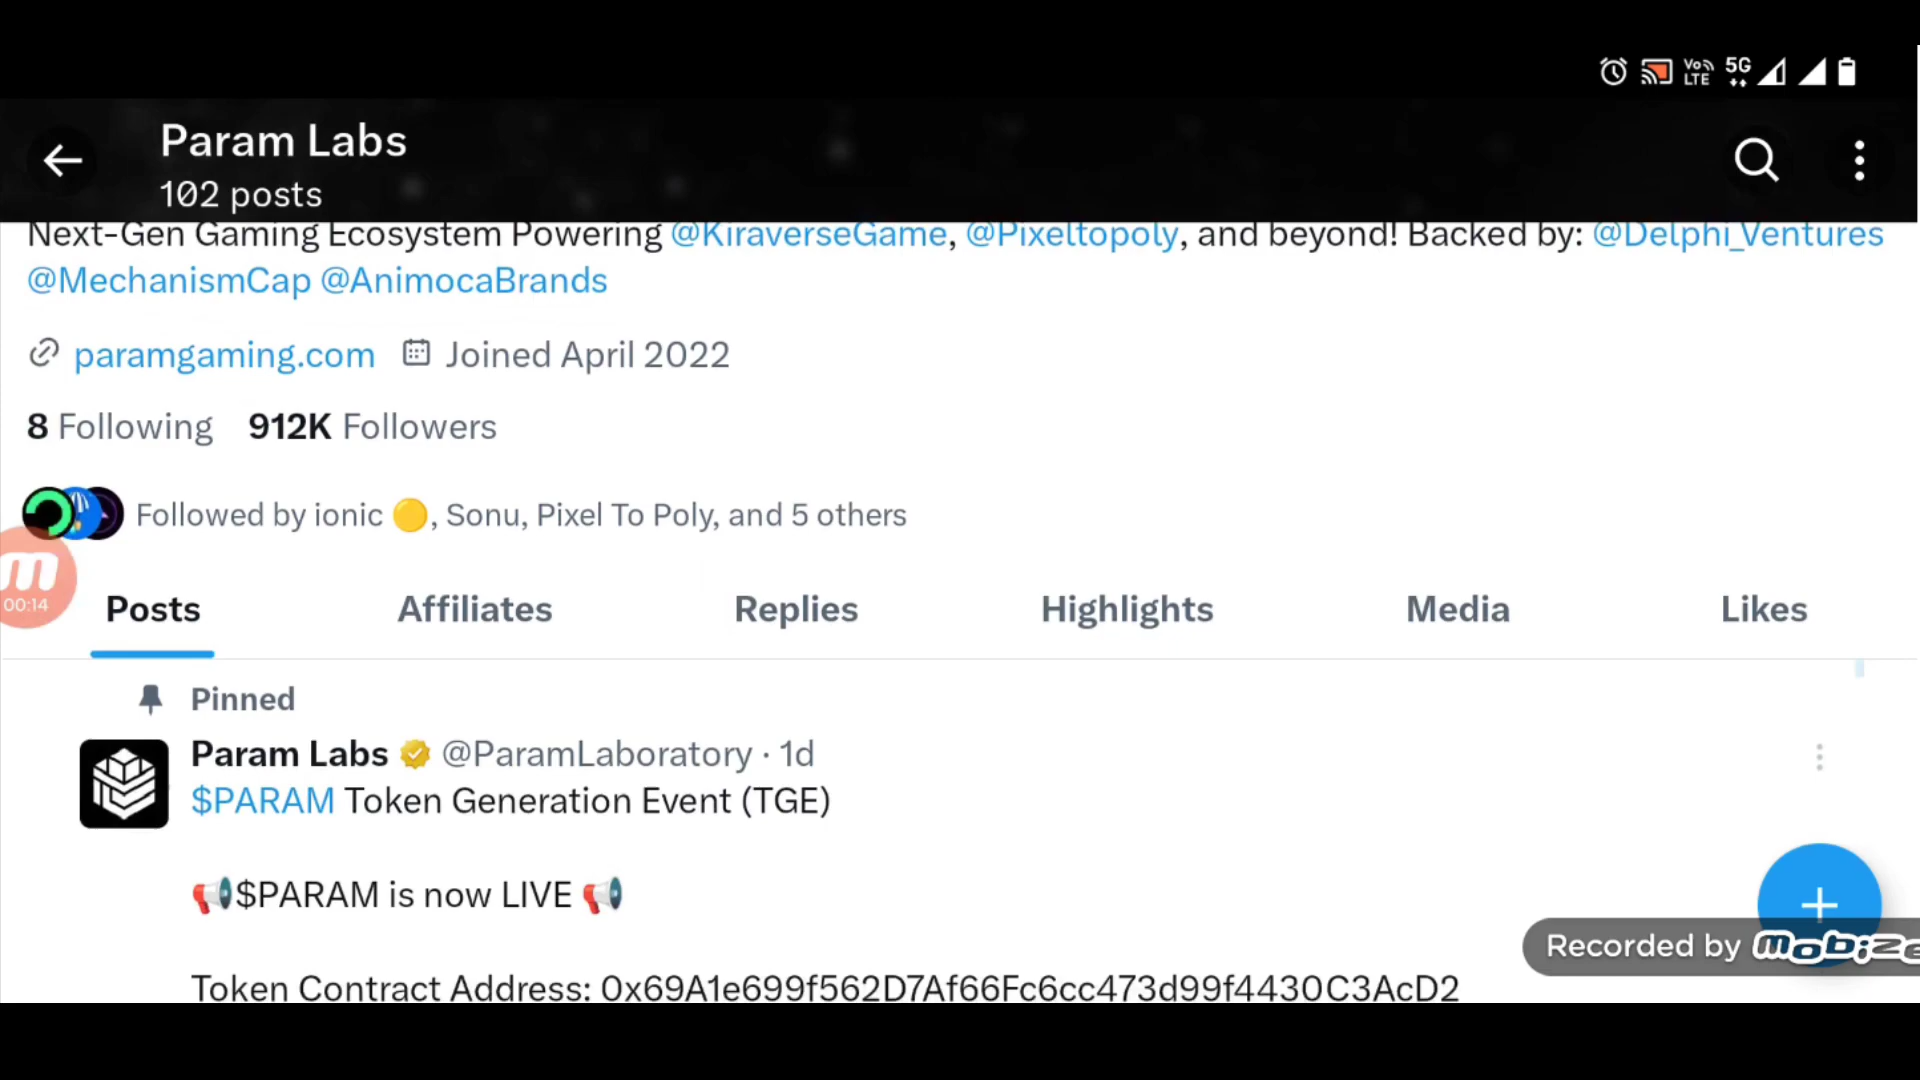 Vo LTE 5G
Param Labs
102 posts
Next-Gen Gaming Ecosystem Powering @KiraverseGame, @Pixeltopoly, and beyond! Backed by: @Delphi_Ventures
@MechanismCap @AnimocaBrands
paramgaming.com Joined April 2022
8 Following 912K Followers
Followed by ionic 🟡, Sonu, Pixel To Poly, and 5 others
00:14
Posts Affiliates Replies Highlights Media Likes
Pinned
Param Labs @ParamLaboratory · 1d
$PARAM Token Generation Event (TGE)
📢$PARAM is now LIVE 📢
Recorded by
Token Contract Address: 0x69A1e699f562D7Af66Fc6cc473d99f4430C3AcD2